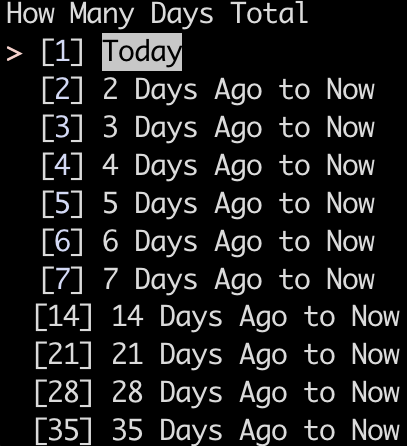 How Many Days Total
> [1] Today
[2] 2 Days Ago to Now
[3] 3 Days Ago to Now
[4] 4 Days Ago to Now
[5] 5 Days Ago to Now
[6] 6 Days Ago to Now
[7] 7 Days Ago to Now
[14] 14 Days Ago to Now
[21] 21 Days Ago to Now
[28] 28 Days Ago to Now
[35] 35 Days Ago to Now